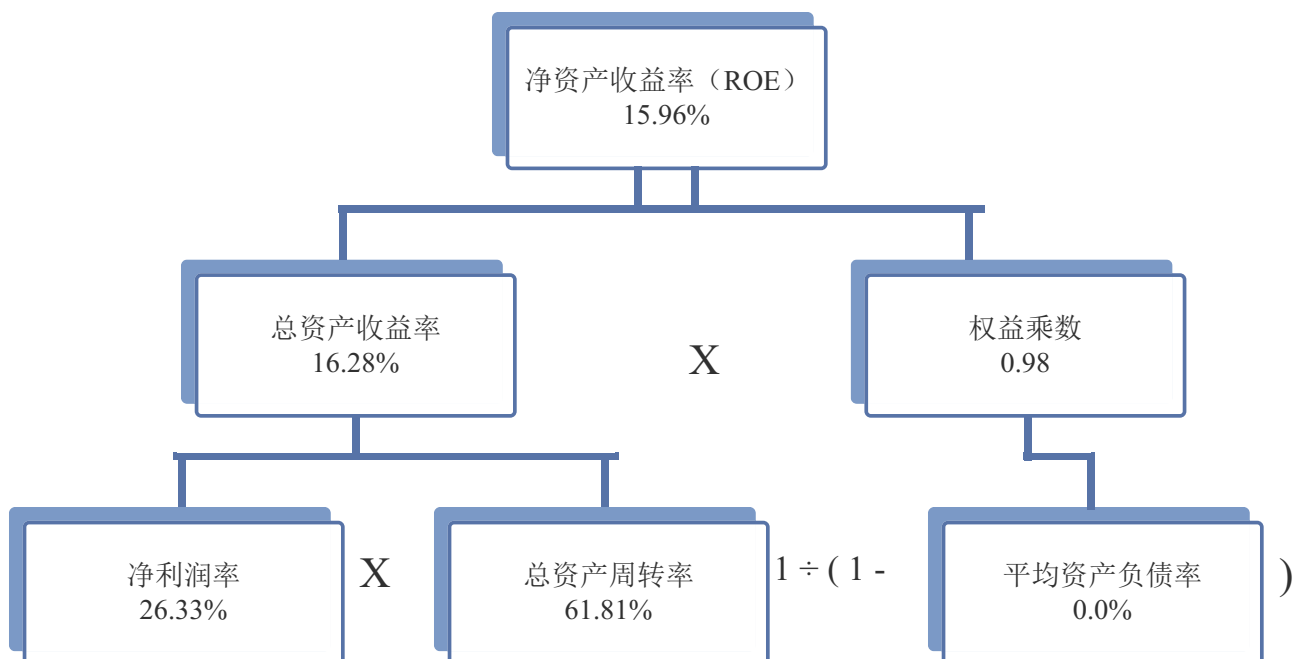 净资产收益率（ROE）
15.96%
总资产收益率
16.28%
X
权益乘数
0.98
净利润率
26.33%
X
总资产周转率
61.81%
1 ÷ ( 1 -
平均资产负债率
0.0%
)